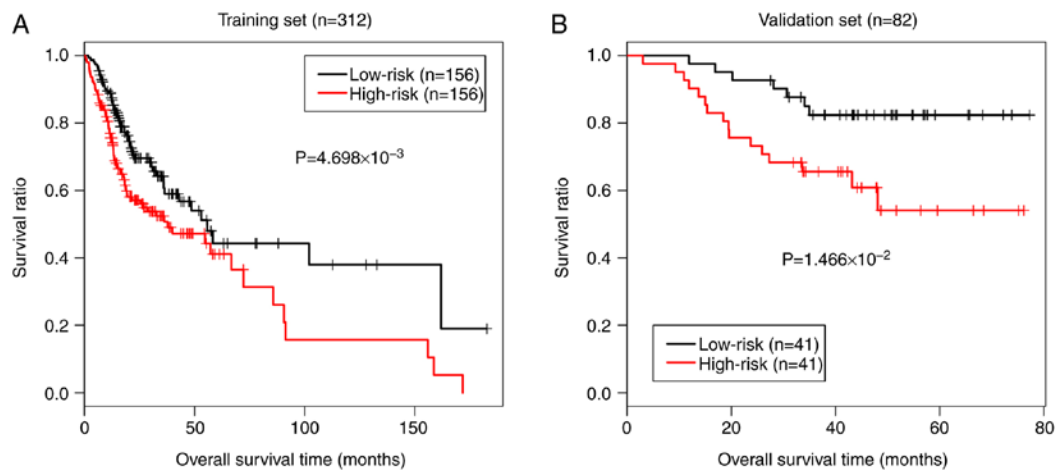 A
Training set (n=312)
Survival ratio
1.0
0.8
0.6
0.4
0.2
0.0
Low-risk (n=156)
High-risk (n=156)
P=4.698×10−3
0
50
100
150
Overall survival time (months)
B
Validation set (n=82)
Survival ratio
1.0
0.8
0.6
0.4
0.2
0.0
P=1.466×10−2
Low-risk (n=41)
High-risk (n=41)
0
20
40
60
80
Overall survival time (months)